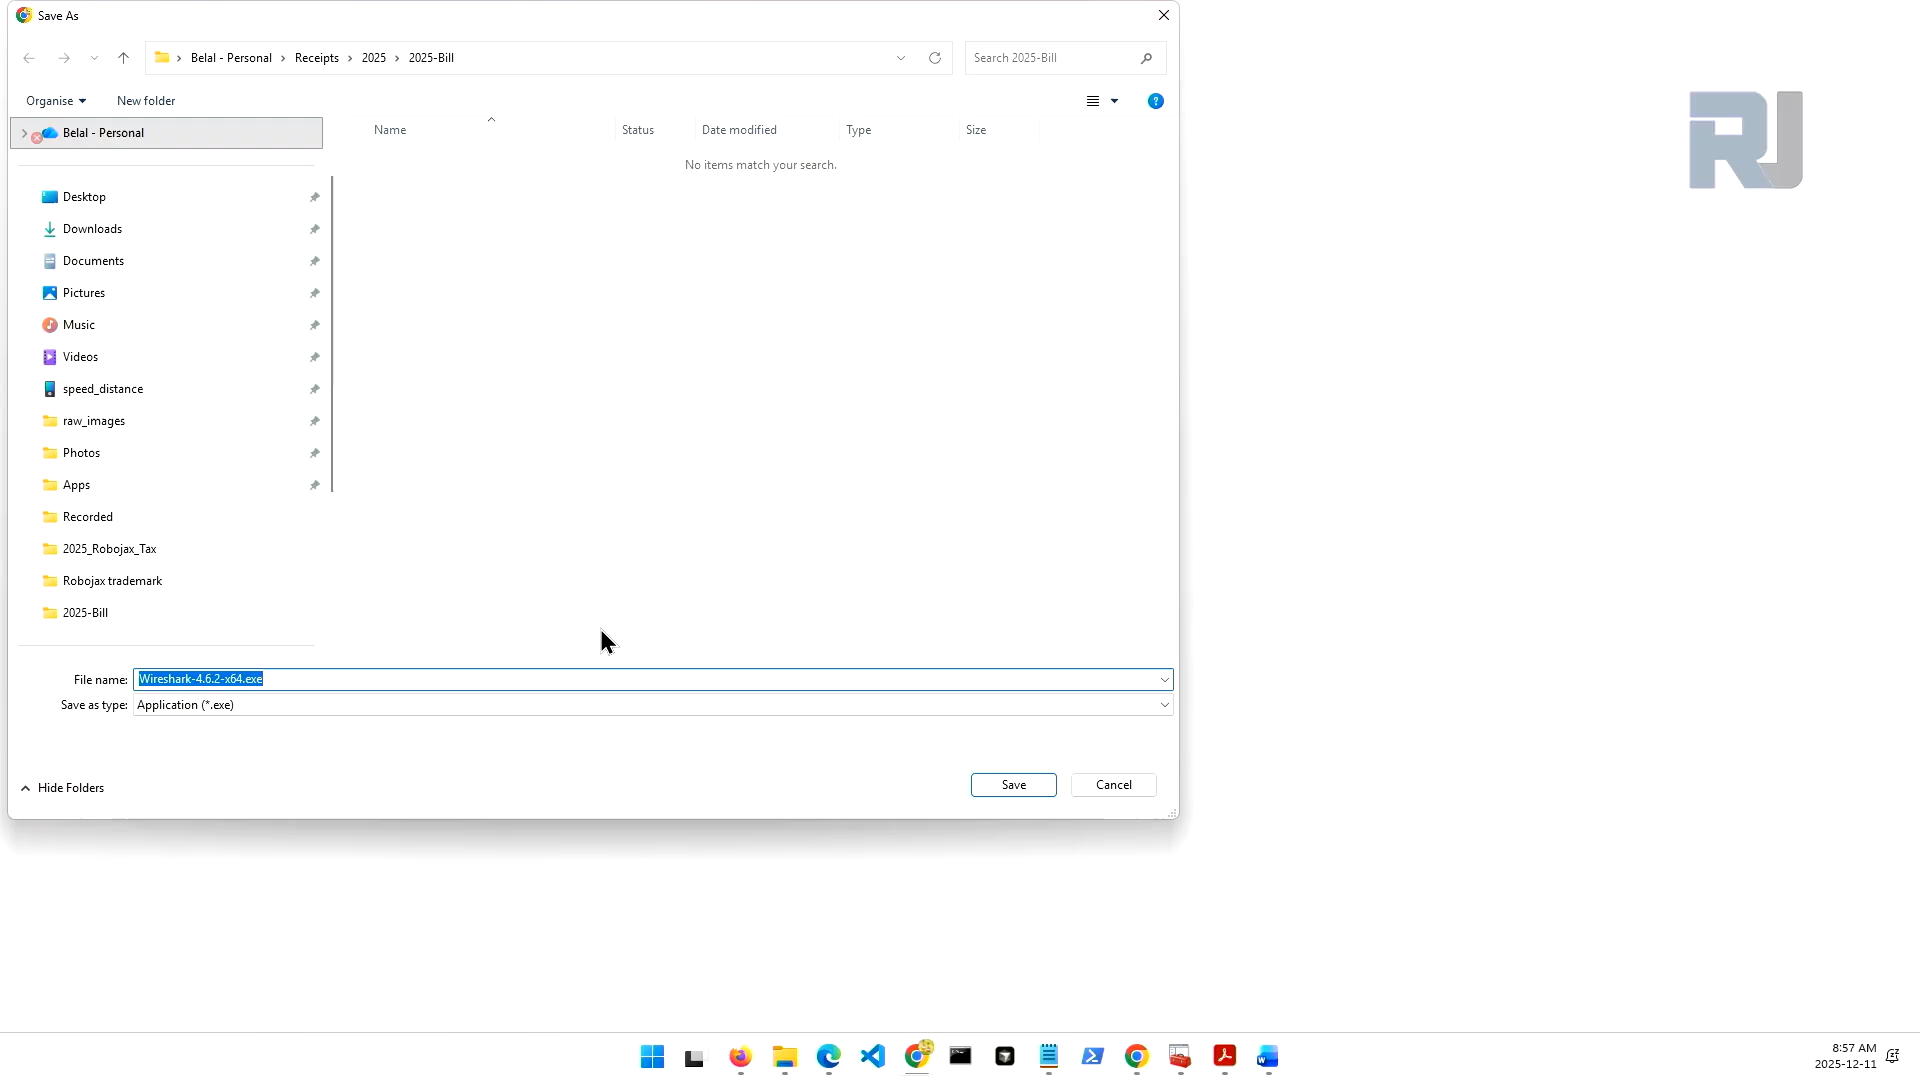 Save As
Belal - Personal > Receipts > 2025 > 2025-Bill
Search 2025-Bill
Organise
New folder
Belal - Personal
Name
Status
Date modified
Type
Size
No items match your search.
Desktop
Downloads
Documents
Pictures
Music
Videos
speed_distance
raw_images
Photos
Apps
Recorded
2025_Robojax_Tax
Robojax trademark
2025-Bill
File name: Wireshark-4.6.2-x64.exe
Save as type: Application (*.exe)
Hide Folders
Save
Cancel
RJ
8:57 AM
2025-12-11